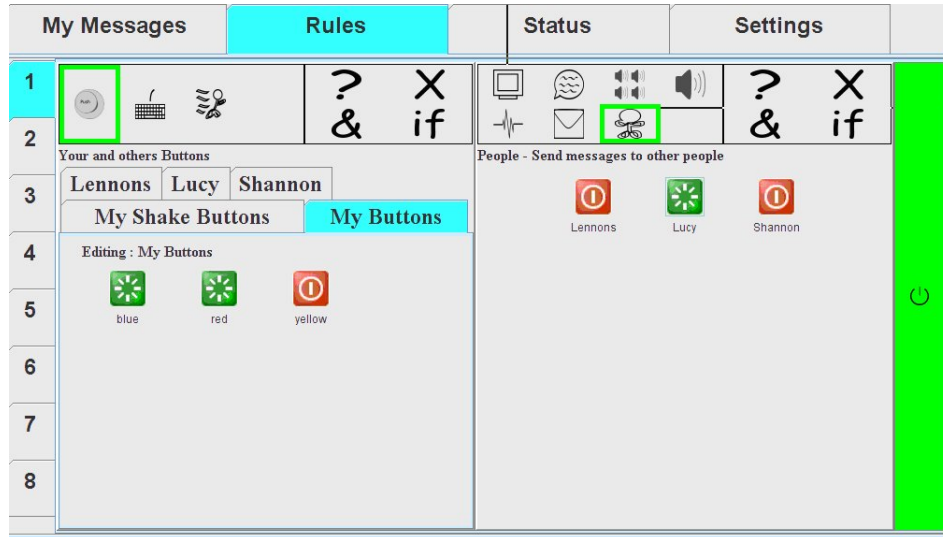 My Messages
Rules
Status
Settings
1
2
3
4
5
6
7
8
Push
? X
& if
? X
& if
Your and others Buttons
Lennons Lucy Shannon
My Shake Buttons My Buttons
Editing : My Buttons
blue red yellow
People - Send messages to other people
Lennons Lucy Shannon